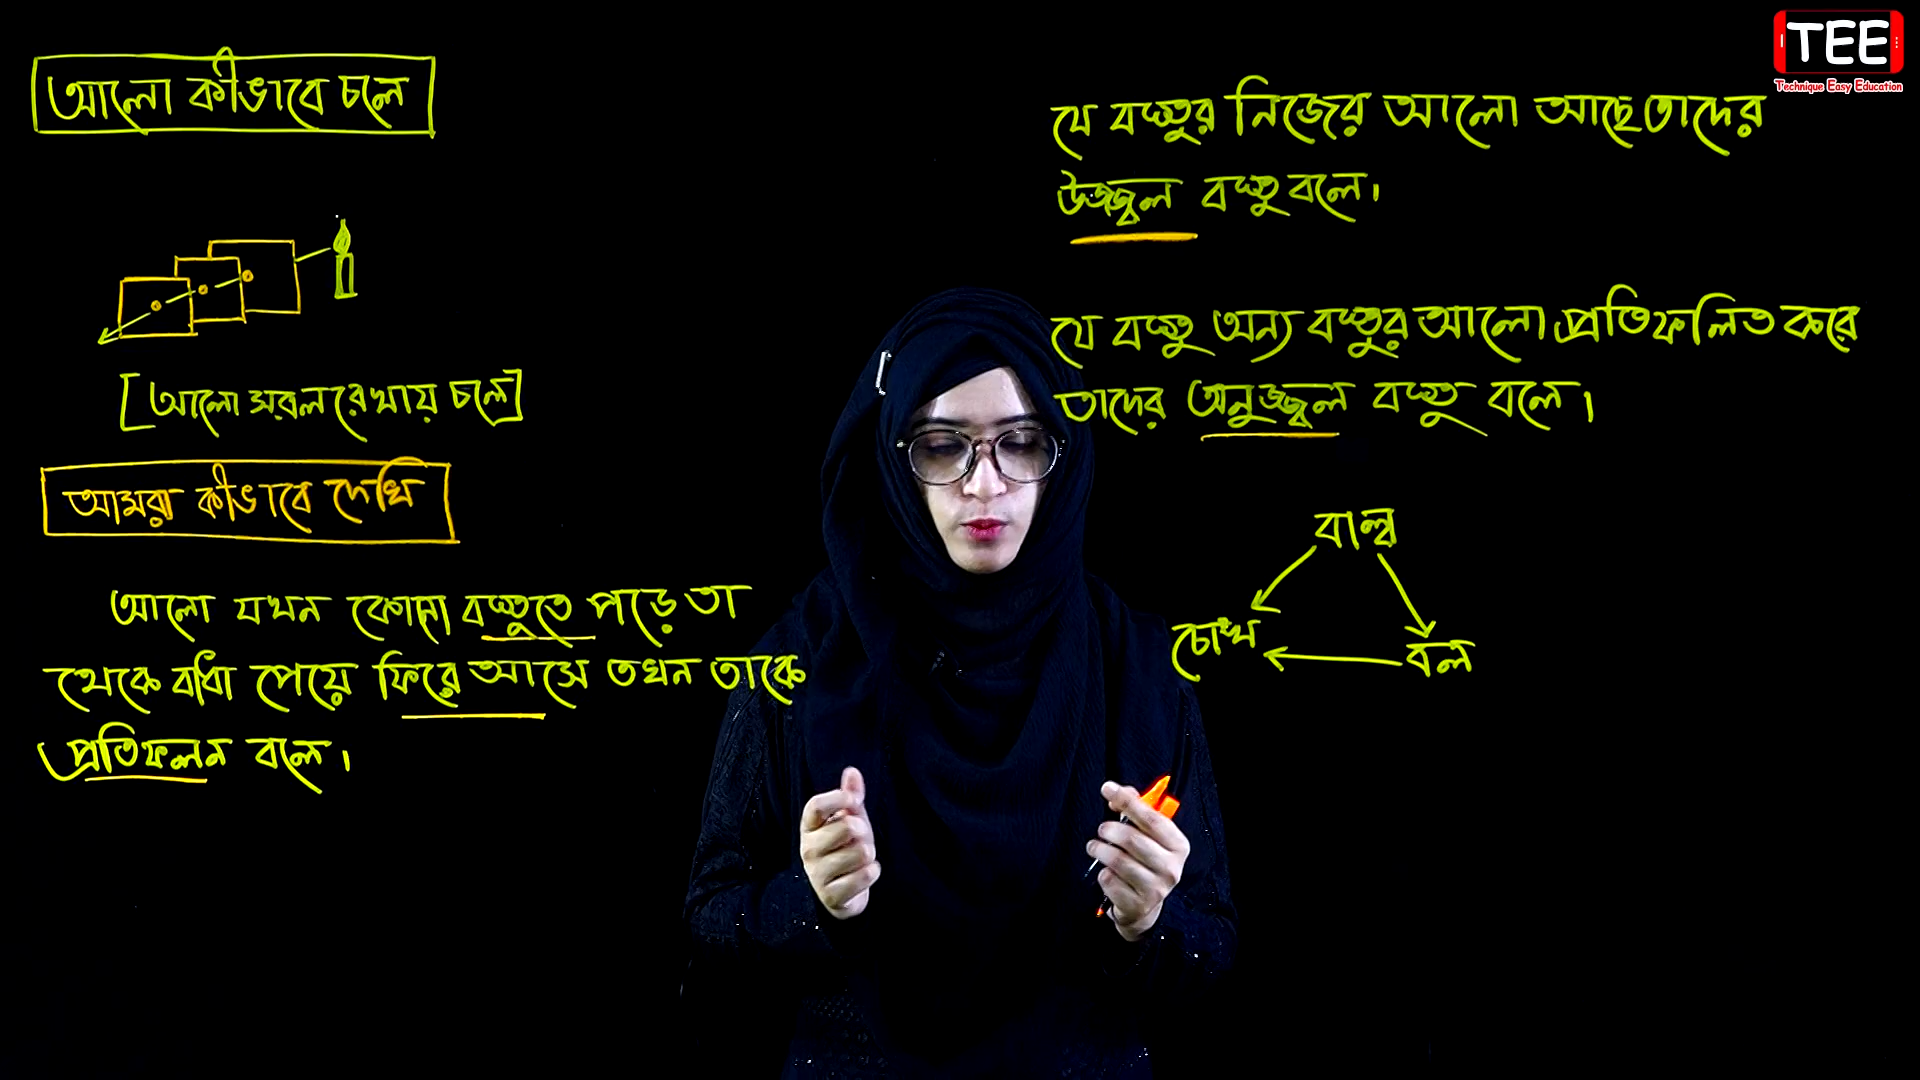 আলো কীভাবে চলে
[আলো সরল রেখায় চলে]
আমরা কীভাবে দেখি
আলো যখন কোনো বস্তুতে পড়ে তা
থেকে বাধা পেয়ে ফিরে আসে তখন তাকে
প্রতিফলন বলে।
TEE
Technique Easy Education
যে বস্তুর নিজের আলো আছে তাদের
উজ্জ্বল বস্তু বলে।
যে বস্তু অন্য বস্তুর আলো প্রতিফলিত করে
তাদের অনুজ্জ্বল বস্তু বলে।
বাল্ব
চোখ
বল